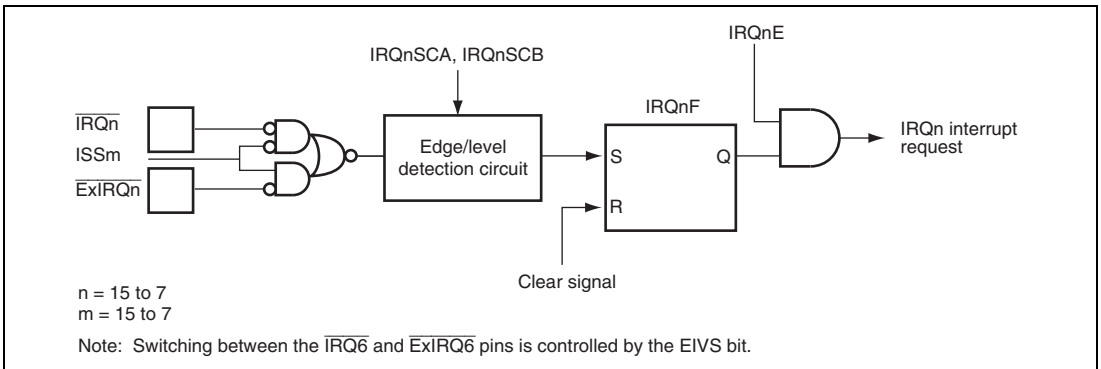 IRQnE
IRQnSCA, IRQnSCB
IRQnF
IRQn
ISSm
ExIRQn
Edge/level
detection circuit
S
Q
R
IRQn interrupt
request
Clear signal
n = 15 to 7
m = 15 to 7
Note: Switching between the IRQ6 and ExIRQ6 pins is controlled by the EIVS bit.